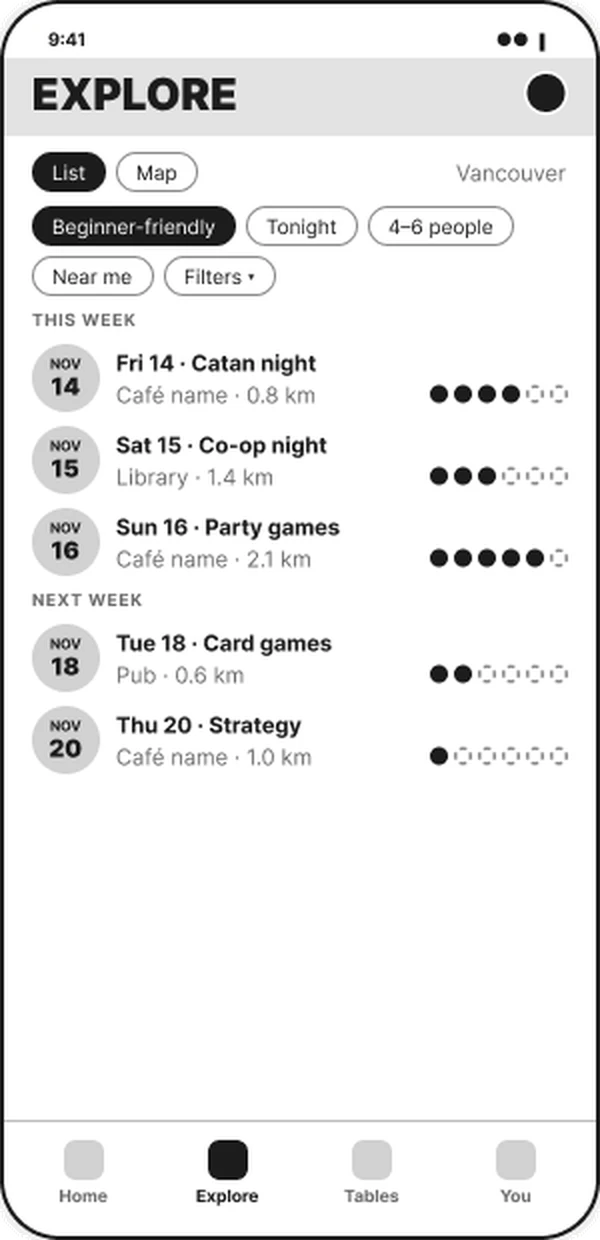 9:41
EXPLORE
List Map Vancouver
Beginner-friendly Tonight 4–6 people
Near me Filters ▾
THIS WEEK
NOV
14
Fri 14 · Catan night
Café name · 0.8 km
NOV
15
Sat 15 · Co-op night
Library · 1.4 km
NOV
16
Sun 16 · Party games
Café name · 2.1 km
NEXT WEEK
NOV
18
Tue 18 · Card games
Pub · 0.6 km
NOV
20
Thu 20 · Strategy
Café name · 1.0 km
Home Explore Tables You